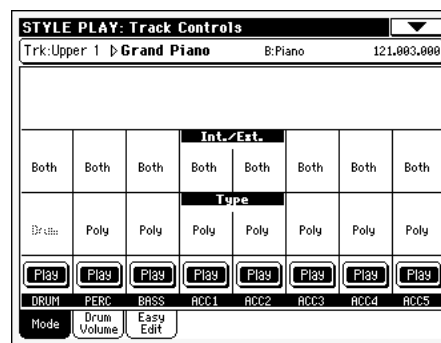 STYLE PLAY: Track Controls
Trk:Upper 1 ▷Grand Piano B:Piano 121.003.000
Int./Ext.
Both Both Both Both Both Both Both Both
Type
Drum Poly Poly Poly Poly Poly Poly Poly
Play Play Play Play Play Play Play Play
DRUM PERC BASS ACC1 ACC2 ACC3 ACC4 ACC5
Mode Drum Volume Easy Edit